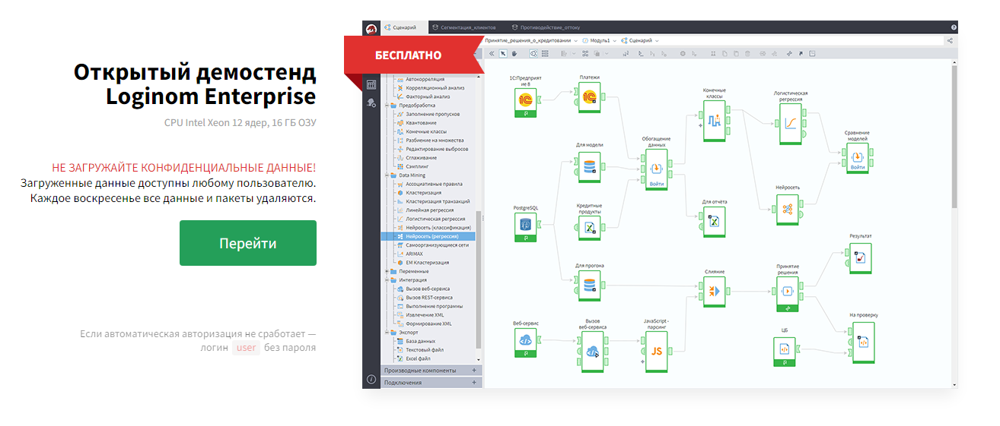 Открытый демостенд
Loginom Enterprise
CPU Intel Xeon 12 ядер, 16 ГБ ОЗУ
НЕ ЗАГРУЖАЙТЕ КОНФИДЕНЦИАЛЬНЫЕ ДАННЫЕ!
Загруженные данные доступны любому пользователю.
Каждое воскресенье все данные и пакеты удаляются.
Перейти
Если автоматическая авторизация не сработает —
логин user без пароля
БЕСПЛАТНО
Сценарий
Сегментация_клиентов
Противодействие_оттоку
Принятие_решения_о_кредитовании
Модуль1
Сценарий
Автокорреляция
Корреляционный анализ
Факторный анализ
Предобработка
Заполнение пропусков
Квантование
Конечные классы
Разбиение на множества
Редактирование выбросов
Сглаживание
Сэмплинг
Data Mining
Ассоциативные правила
Кластеризация
Кластеризация транзакций
Линейная регрессия
Логистическая регрессия
Нейросеть (классификация)
Нейросеть (регрессия)
Самоорганизующиеся сети
ARIMAX
EM Кластеризация
Переменные
Интеграция
Вызов веб-сервиса
Вызов REST-сервиса
Выполнение программы
Извлечение XML
Формирование XML
Экспорт
База данных
Текстовый файл
Excel файл
Производные компоненты
Подключения
1С:Предприят
ие 8
Платежи
Конечные
классы
Логистическая
регрессия
Для модели
Обогащение
данных
Войти
Сравнение
моделей
Войти
PostgreSQL
Кредитные
продукты
Для отчёта
Нейросеть
Для прогона
Слияние
Принятие
решения
Результат
Веб-сервис
Вызов
веб-сервиса
JavaScript -
парсинг
JS
ЦБ
На проверку